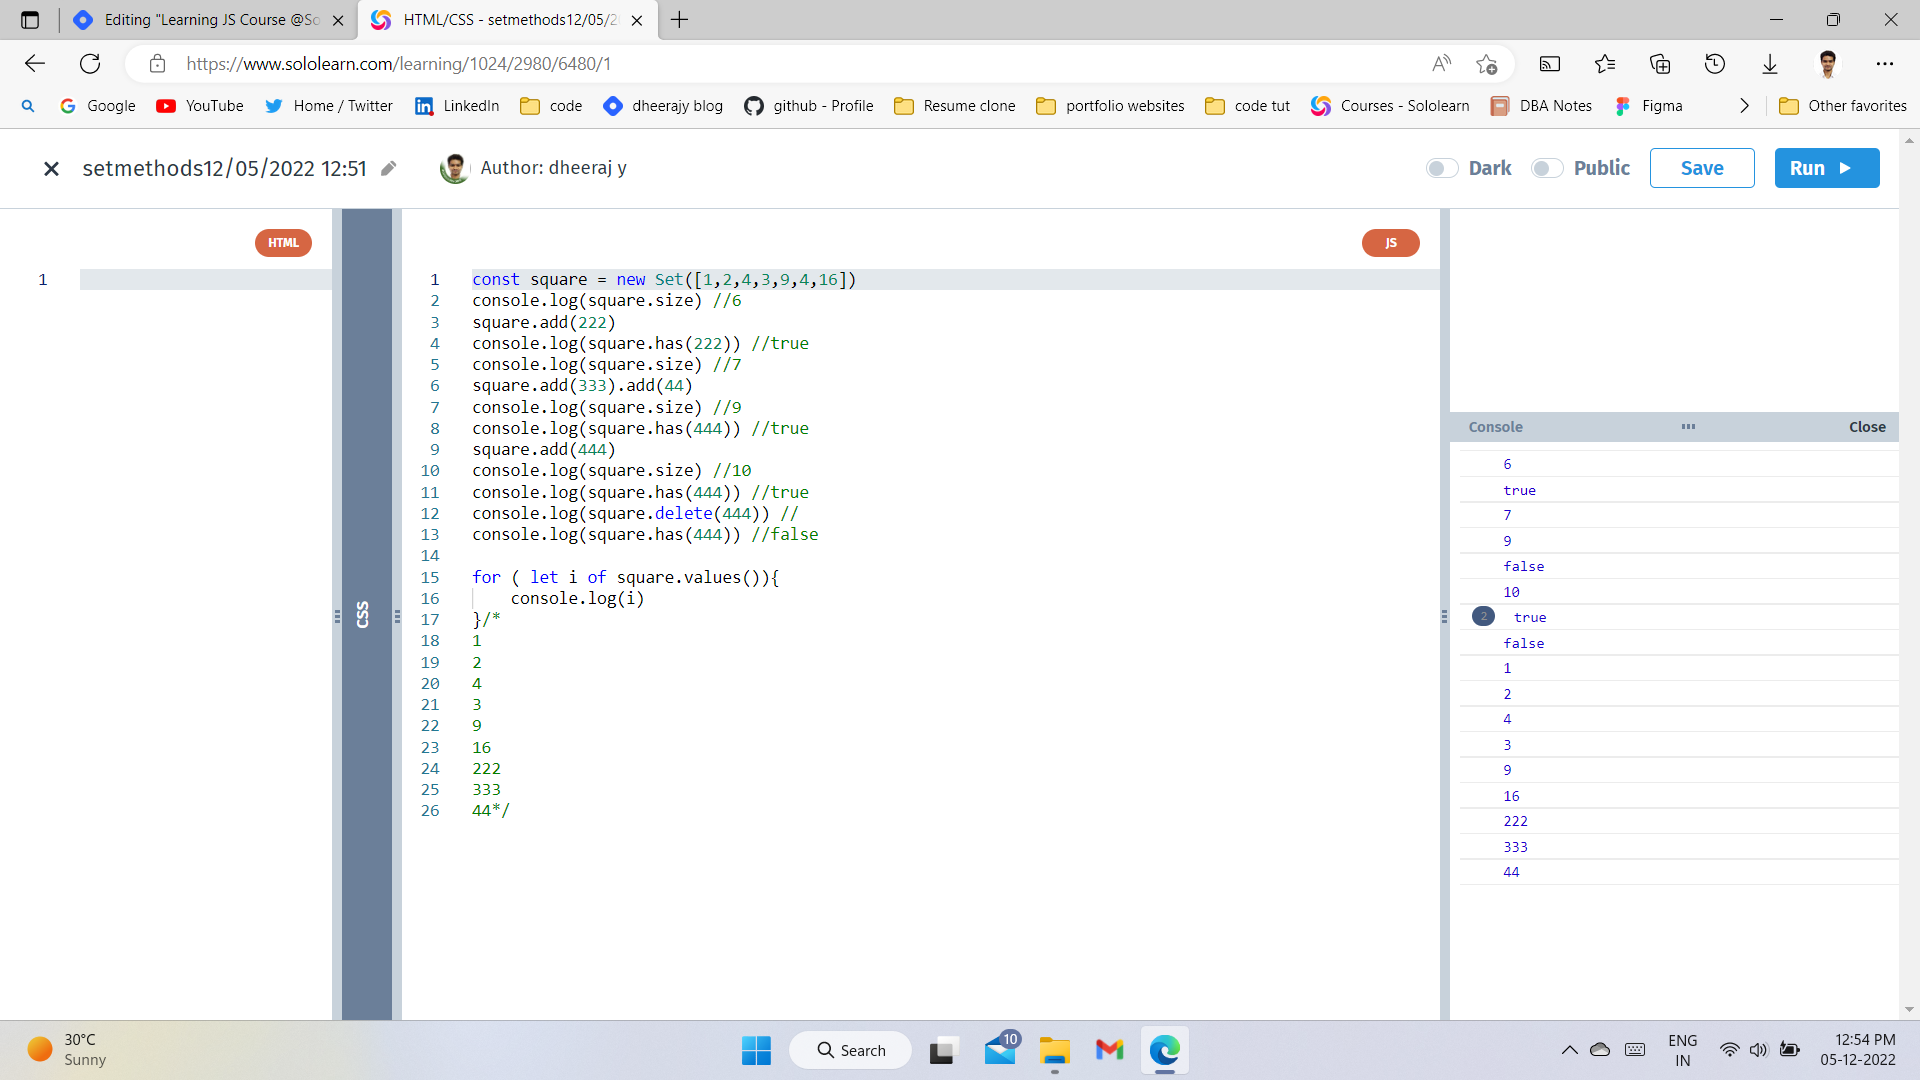 Editing "Learning JS Course @So
HTML/CSS - setmethods12/05/2
https://www.sololearn.com/learning/1024/2980/6480/1
Google
YouTube
Home / Twitter
LinkedIn
code
dheerajy blog
github - Profile
Resume clone
portfolio websites
code tut
Courses - Sololearn
DBA Notes
Figma
Other favorites
setmethods12/05/2022 12:51
Author: dheeraj y
Dark
Public
Save
Run
HTML
1
CSS
JS
1 const square = new Set([1,2,4,3,9,4,16])
2 console.log(square.size) //6
3 square.add(222)
4 console.log(square.has(222)) //true
5 console.log(square.size) //7
6 square.add(333).add(44)
7 console.log(square.size) //9
8 console.log(square.has(444)) //true
9 square.add(444)
10 console.log(square.size) //10
11 console.log(square.has(444)) //true
12 console.log(square.delete(444)) //
13 console.log(square.has(444)) //false
14
15 for ( let i of square.values()){
16     console.log(i)
17 }/*
18 1
19 2
20 4
21 3
22 9
23 16
24 222
25 333
26 44*/
Console
Close
6
true
7
9
false
10
2 true
false
1
2
4
3
9
16
222
333
44
30°C
Sunny
Search
10
ENG
IN
12:54 PM
05-12-2022